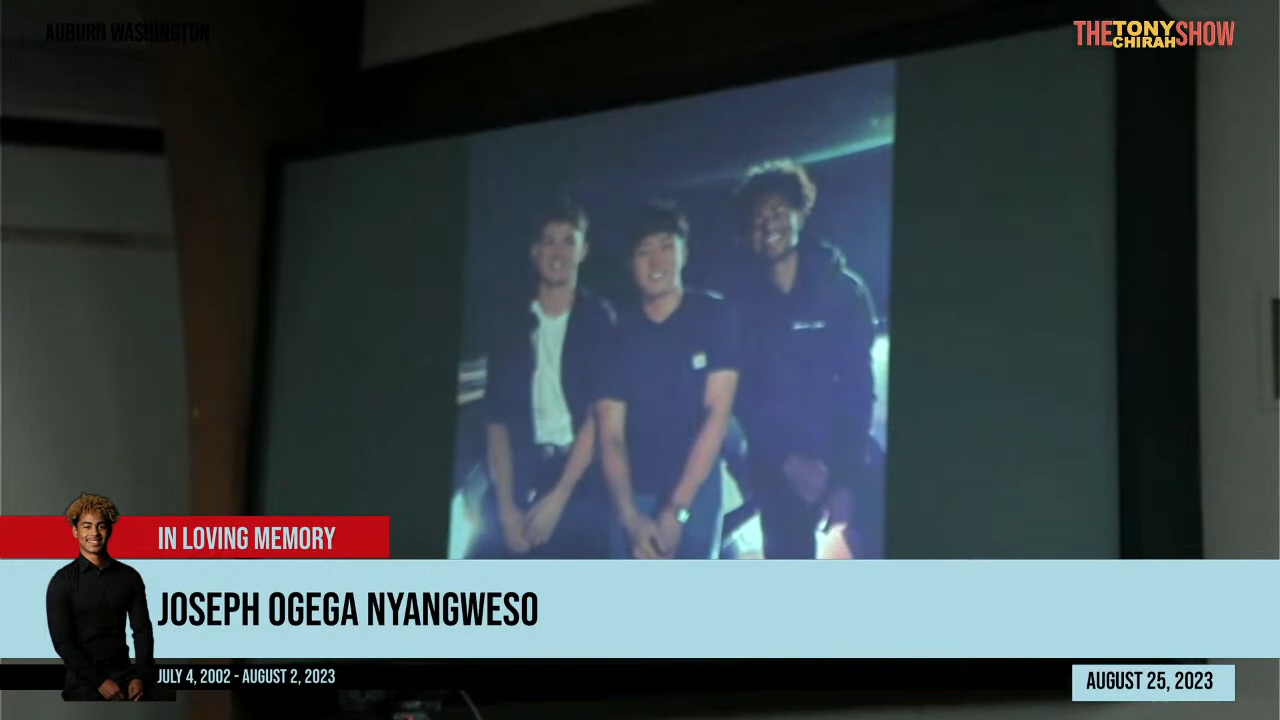 AUBURN WASHINGTON
THE TONY CHIRAH SHOW
IN LOVING MEMORY
JOSEPH OGEGA NYANGWESO
JULY 4, 2002 - AUGUST 2, 2023
AUGUST 25, 2023